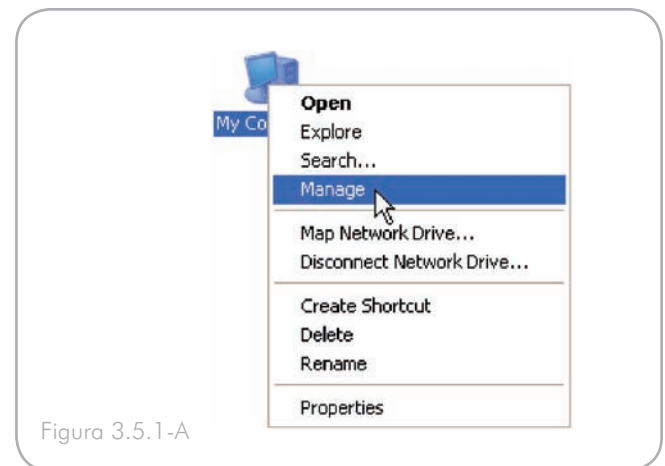 My Co
Open
Explore
Search...
Manage
Map Network Drive...
Disconnect Network Drive...
Create Shortcut
Delete
Rename
Properties
Figura 3.5.1-A